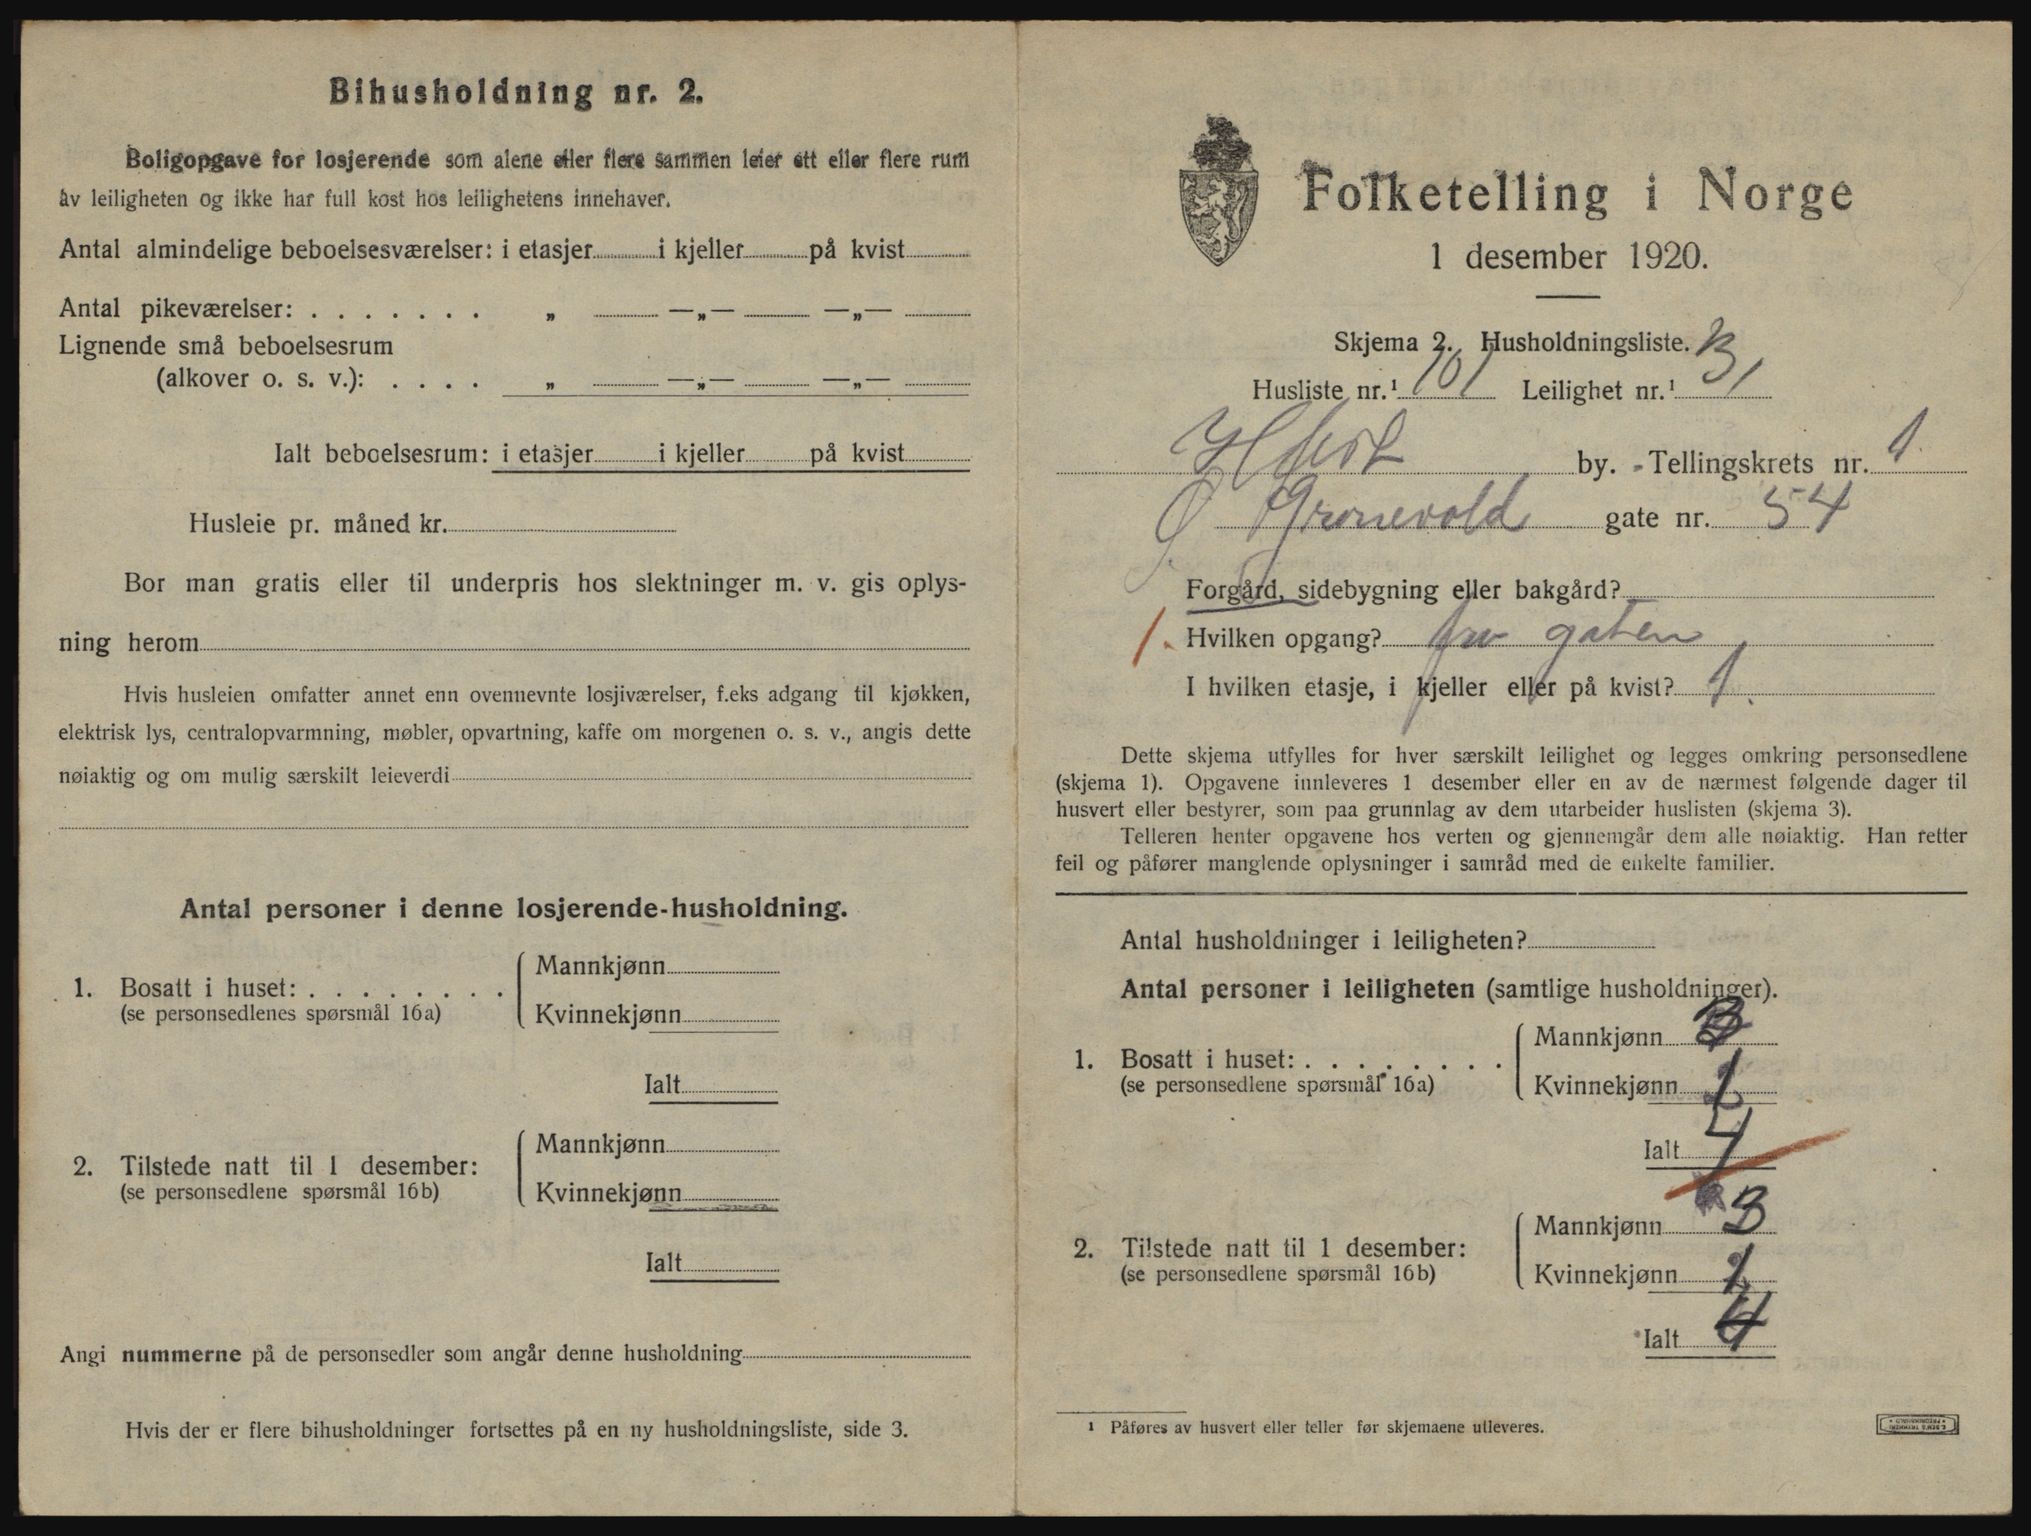 Bihusholdning nr. 2.
Boligopgave for losjerende som alene eller flere sammen leier ett eller flere rum
av leiligheten og ikke har full kost hos leilighetens innehaver.
Antal almindelige beboelsesværelser: i etasjer i kjeller på kvist
Antal pikeværelser: . . . . . . . „ —„— —„—
Lignende små beboelsesrum
(alkover o. s. v.): . . . . „ —„— —„—
Ialt beboelsesrum: i etasjer i kjeller på kvist
Husleie pr. måned kr.
Bor man gratis eller til underpris hos slektninger m. v. gis oplys-
ning herom
Hvis husleien omfatter annet enn ovennevnte losjiværelser, f.eks adgang til kjøkken,
elektrisk lys, centralopvarmning, møbler, opvartning, kaffe om morgenen o. s. v., angis dette
nøiaktig og om mulig særskilt leieverdi
Antal personer i denne losjerende-husholdning.
1. Bosatt i huset: . . . . . . . . Mannkjønn
(se personsedlenes spørsmål 16a) Kvinnekjønn
Ialt
2. Tilstede natt til 1 desember: Mannkjønn
(se personsedlene spørsmål 16b) Kvinnekjønn
Ialt
Angi nummerne på de personsedler som angår denne husholdning
Hvis der er flere bihusholdninger fortsettes på en ny husholdningsliste, side 3.
Folketelling i Norge
1 desember 1920.
Skjema 2. Husholdningsliste.
Husliste nr.¹ 101 Leilighet nr.¹ B1
by. - Tellingskrets nr. 1.
Ø Grønevold gate nr. 54
Forgård, sidebygning eller bakgård?
1. Hvilken opgang? fra gaten
I hvilken etasje, i kjeller eller på kvist? 1.
Dette skjema utfylles for hver særskilt leilighet og legges omkring personsedlene
(skjema 1). Opgavene innleveres 1 desember eller en av de nærmest følgende dager til
husvert eller bestyrer, som paa grunnlag av dem utarbeider huslisten (skjema 3).
Telleren henter opgavene hos verten og gjennemgår dem alle nøiaktig. Han retter
feil og påfører manglende oplysninger i samråd med de enkelte familier.
Antal husholdninger i leiligheten?
Antal personer i leiligheten (samtlige husholdninger).
1. Bosatt i huset: . . . . . . . . Mannkjønn 3
(se personsedlene spørsmål 16a) Kvinnekjønn 1
Ialt 4
2. Tilstede natt til 1 desember: Mannkjønn 3
(se personsedlene spørsmål 16b) Kvinnekjønn 1
Ialt 4
¹ Påføres av husvert eller teller før skjemaene utleveres.